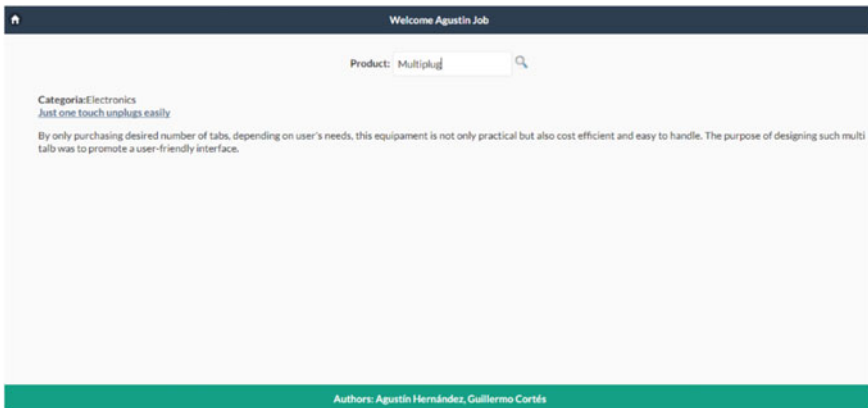 Welcome Agustin Job
Product: Multiplug
Categoria:Electronics
Just one touch unplugs easily
By only purchasing desired number of tabs, depending on user's needs, this equipament is not only practical but also cost efficient and easy to handle. The purpose of designing such multi
talb was to promote a user-friendly interface.
Authors: Agustín Hernández, Guillermo Cortés